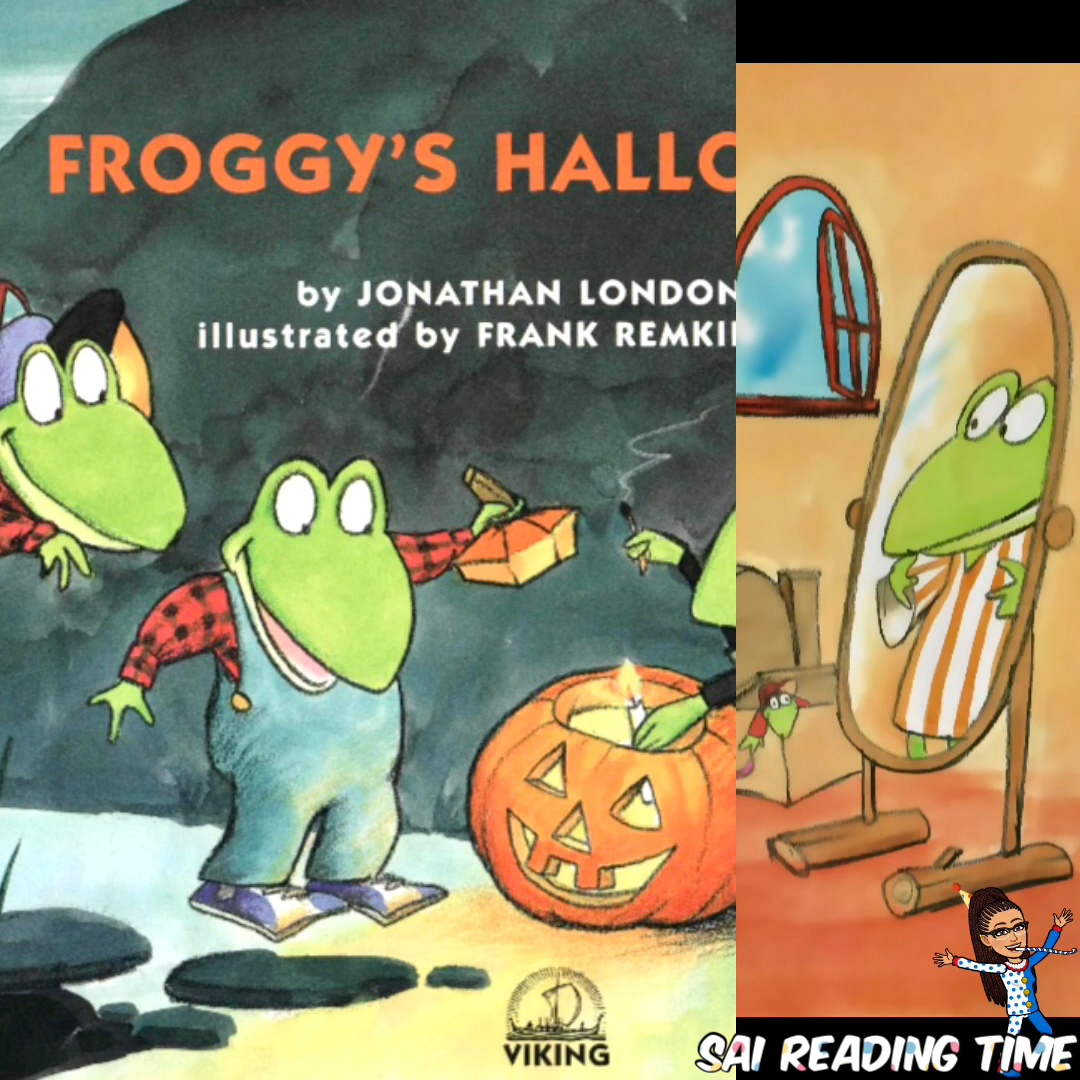 FROGGY'S HALLO
by JONATHAN LONDON
illustrated by FRANK REMKI
VIKING
SAI READING TIME